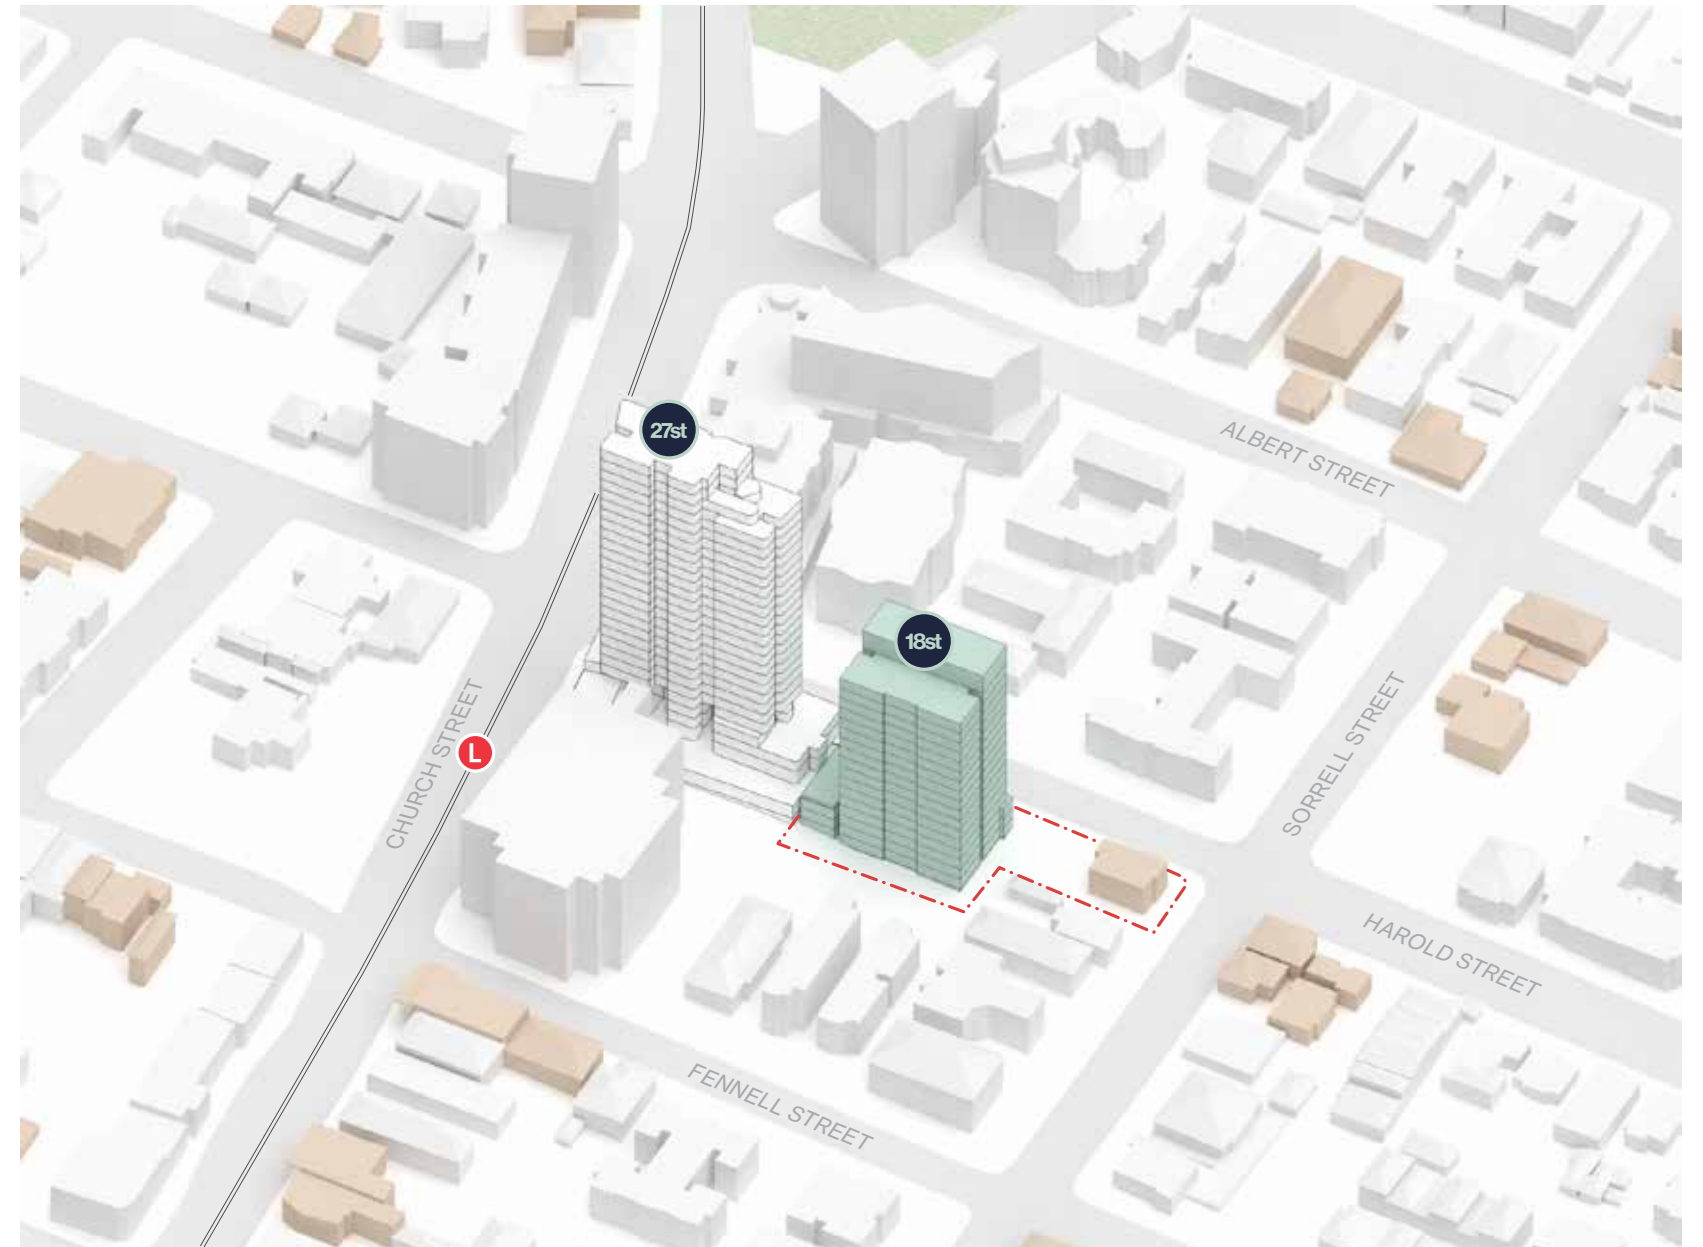 27st
ALBERT STREET
18st
CHURCH STREET
L
SORRELL STREET
HAROLD STREET
FENNELL STREET